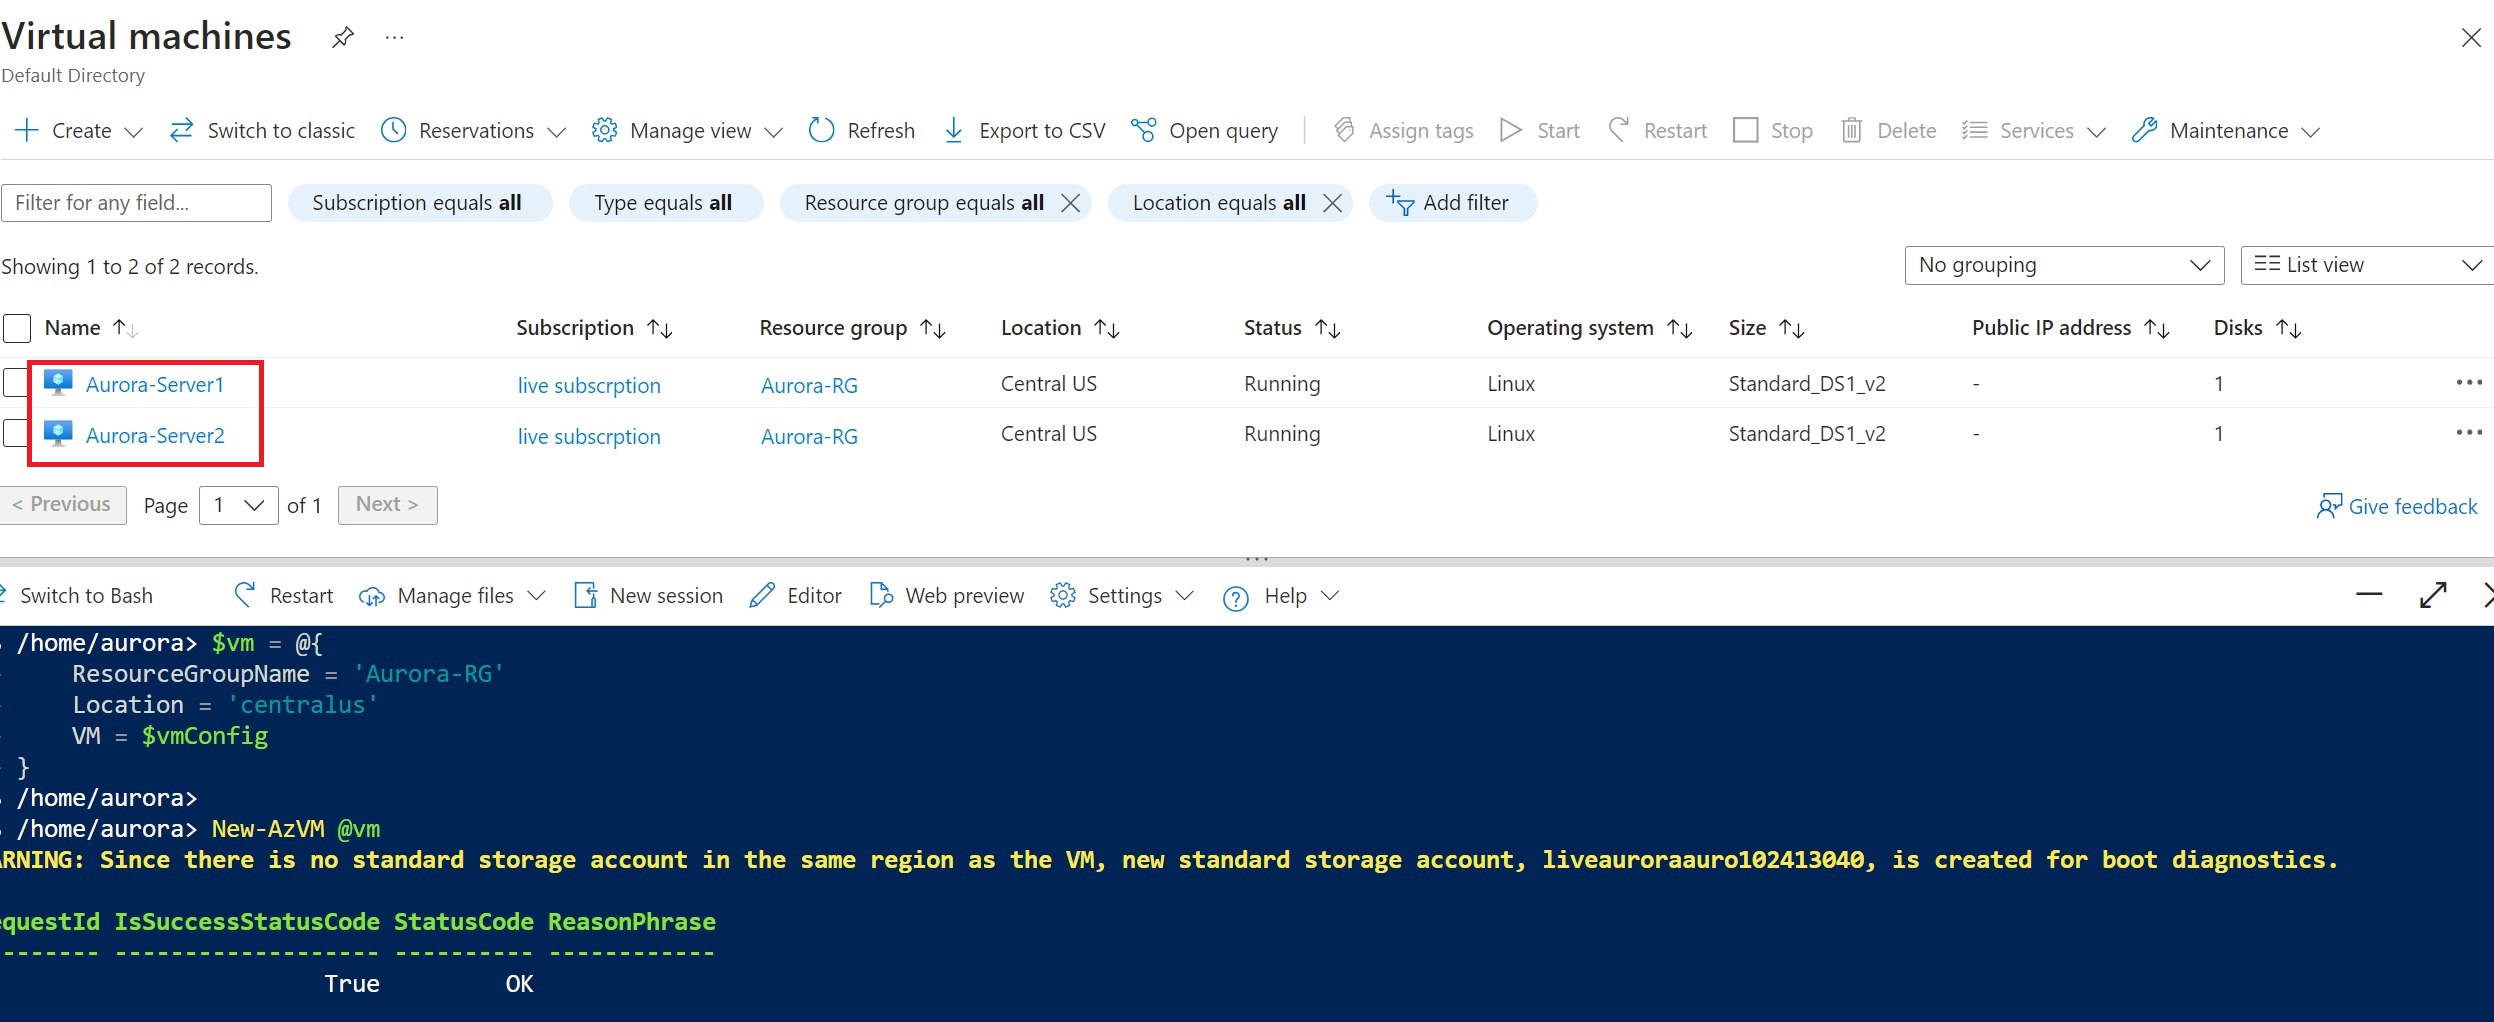 Virtual machines ...
Default Directory
Create Switch to classic Reservations Manage view Refresh Export to CSV Open query Assign tags Start Restart Stop Delete Services Maintenance
Filter for any field... Subscription equals all Type equals all Resource group equals all Location equals all Add filter
Showing 1 to 2 of 2 records. No grouping List view
Name Subscription Resource group Location Status Operating system Size Public IP address Disks
Aurora-Server1 live subscrption Aurora-RG Central US Running Linux Standard_DS1_v2 - 1 ...
Aurora-Server2 live subscrption Aurora-RG Central US Running Linux Standard_DS1_v2 - 1 ...
< Previous Page 1 of 1 Next > Give feedback
Switch to Bash Restart Manage files New session Editor Web preview Settings Help
/home/aurora> $vm = @{
ResourceGroupName = 'Aurora-RG'
Location = 'centralus'
VM = $vmConfig
}
/home/aurora>
/home/aurora> New-AzVM @vm
ARNING: Since there is no standard storage account in the same region as the VM, new standard storage account, liveauroraauro102413040, is created for boot diagnostics.
equestId IsSuccessStatusCode StatusCode ReasonPhrase
------- ------------------- ---------- ------------
True OK